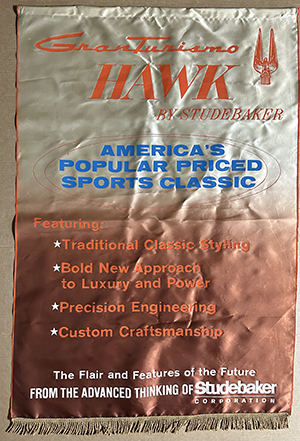 Gran Turismo
HAWK
BY STUDEBAKER
AMERICA'S
POPULAR PRICED
SPORTS CLASSIC
Featuring:
★Traditional Classic Styling
★Bold New Approach
to Luxury and Power
★Precision Engineering
★Custom Craftsmanship
The Flair and Features of the Future
FROM THE ADVANCED THINKING OF Studebaker
CORPORATION